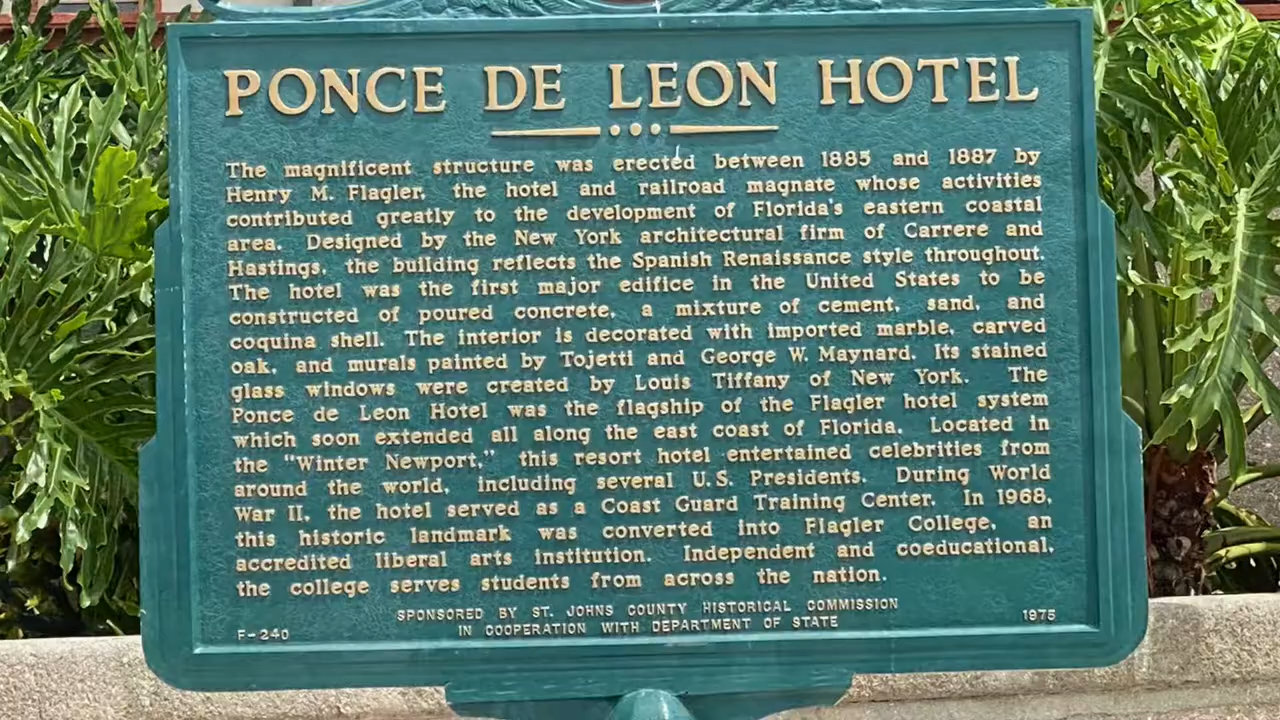 PONCE DE LEON HOTEL
The magnificent structure was erected between 1885 and 1887 by
Henry M. Flagler, the hotel and railroad magnate whose activities
contributed greatly to the development of Florida's eastern coastal
area. Designed by the New York architectural firm of Carrere and
Hastings, the building reflects the Spanish Renaissance style throughout.
The hotel was the first major edifice in the United States to be
constructed of poured concrete, a mixture of cement, sand, and
coquina shell. The interior is decorated with imported marble, carved
oak, and murals painted by Tojetti and George W. Maynard. Its stained
glass windows were created by Louis Tiffany of New York. The
Ponce de Leon Hotel was the flagship of the Flagler hotel system
which soon extended all along the east coast of Florida. Located in
the "Winter Newport," this resort hotel entertained celebrities from
around the world, including several U.S. Presidents. During World
War II, the hotel served as a Coast Guard Training Center. In 1968,
this historic landmark was converted into Flagler College, an
accredited liberal arts institution. Independent and coeducational,
the college serves students from across the nation.
SPONSORED BY ST. JOHNS COUNTY HISTORICAL COMMISSION
IN COOPERATION WITH DEPARTMENT OF STATE
F-240
1975